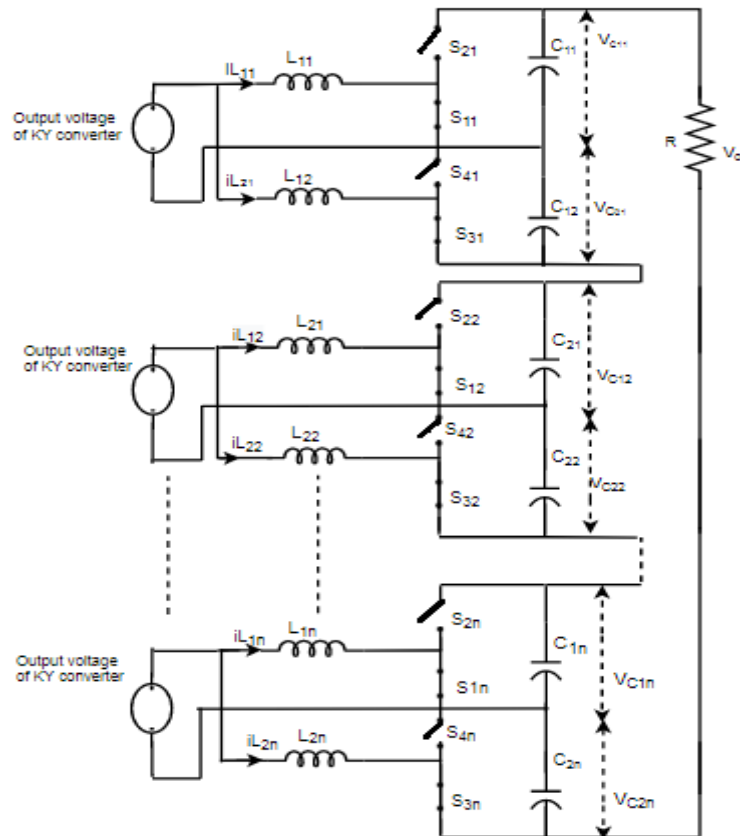 S21
C11
Vc11
L11
iL11
Output voltage
of KY converter
S11
R
S41
L12
iL21
C12
VC21
S31
S22
L21
iL12
C21
Output voltage
of KY converter
VC12
S12
S42
L22
C22
iL22
VC22
S32
S2n
L1n
iL1n
C1n
Output voltage
of KY converter
VC1n
S1n
S4n
L2n
iL2n
C2n
VC2n
S3n